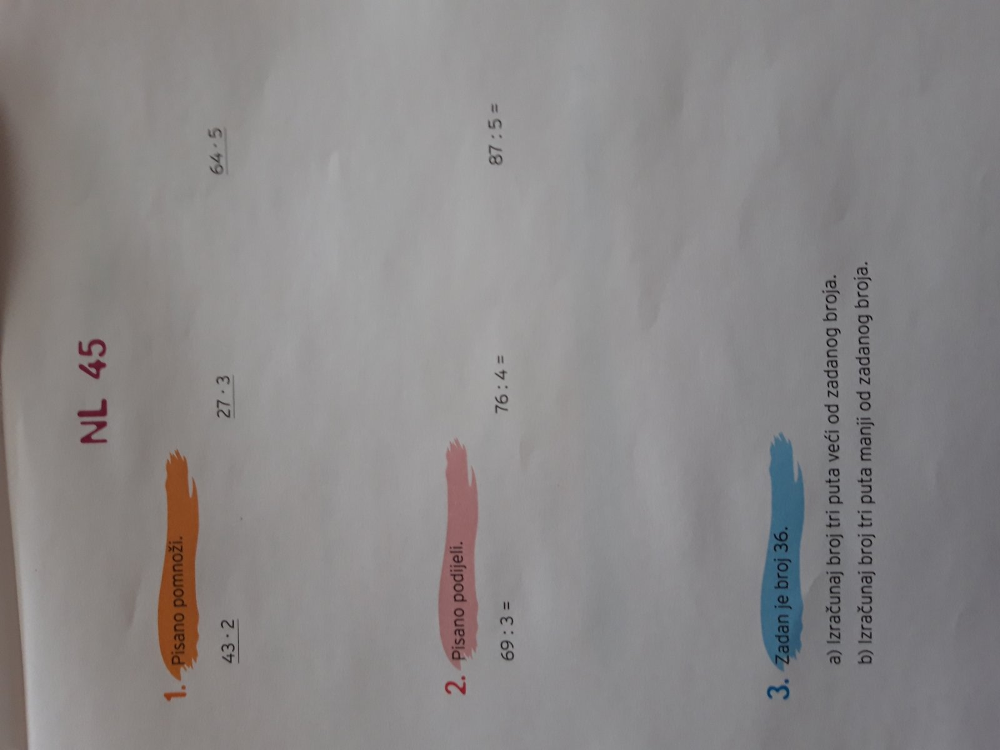 NL 45
1. Pisano pomnoži.
43 · 2 27 · 3 64 · 5
2. Pisano podijeli.
69 : 3 = 76 : 4 = 87 : 5 =
3. Zadan je broj 36.
a) Izračunaj broj tri puta veći od zadanog broja.
b) Izračunaj broj tri puta manji od zadanog broja.